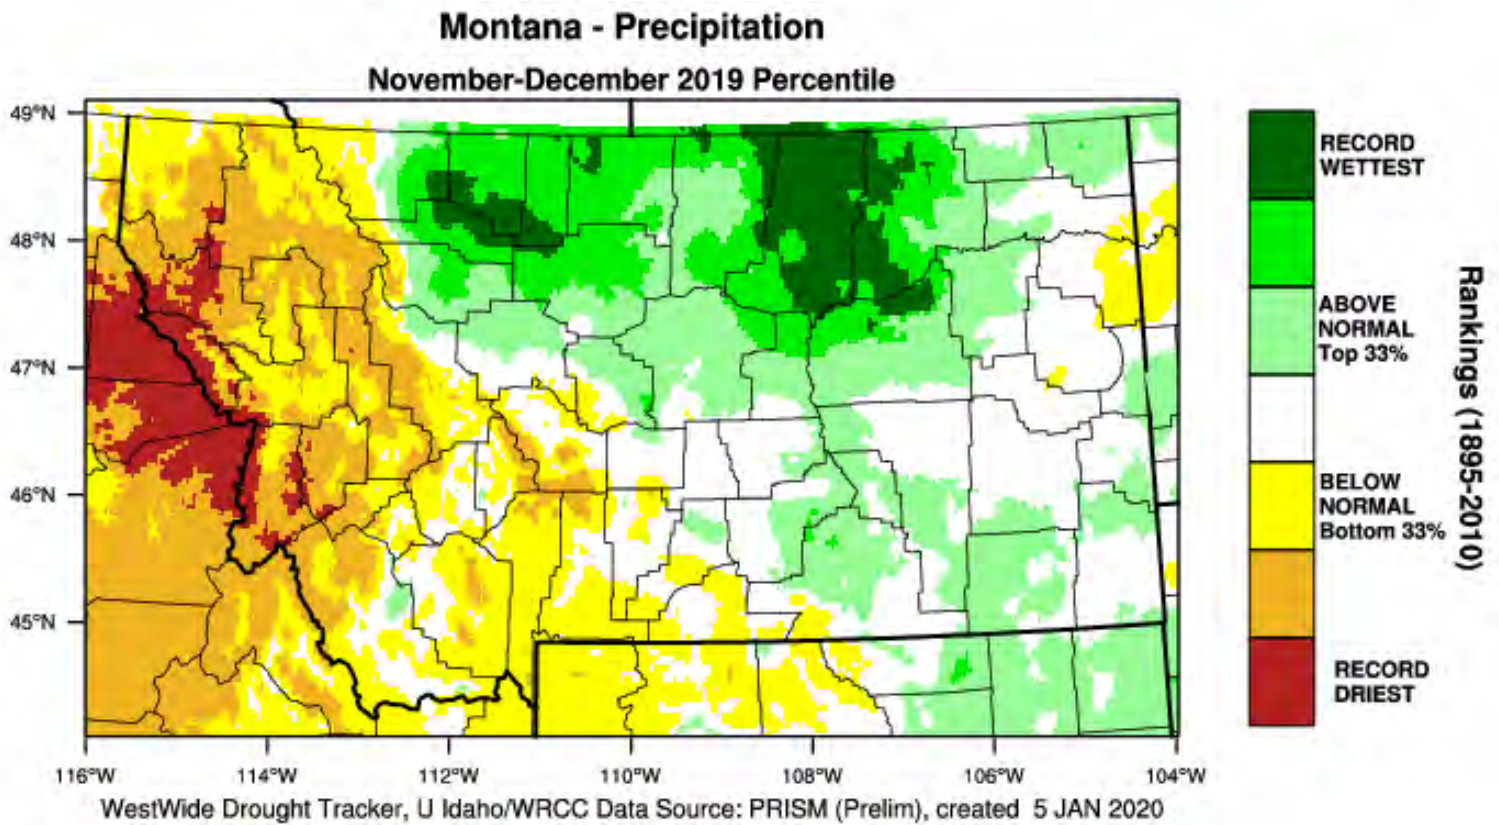 Montana - Precipitation
November-December 2019 Percentile
49°N
48°N
47°N
46°N
45°N
116°W
114°W
112°W
110°W
108°W
106°W
104°W
RECORD
WETTEST
ABOVE
NORMAL
Top 33%
BELOW
NORMAL
Bottom 33%
RECORD
DRIEST
Rankings (1895-2010)
WestWide Drought Tracker, U Idaho/WRCC Data Source: PRISM (Prelim), created 5 JAN 2020